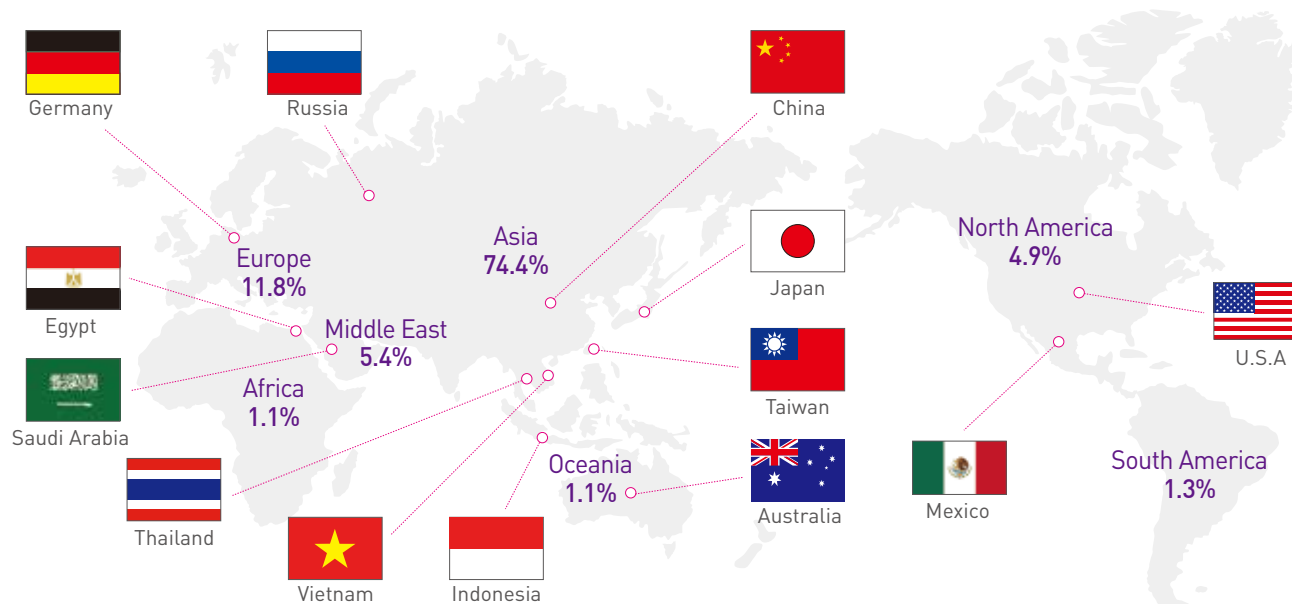 Germany
Russia
China
Europe
11.8%
Asia
74.4%
Japan
North America
4.9%
U.S.A
Egypt
Middle East
5.4%
Saudi Arabia
Africa
1.1%
Taiwan
Thailand
Vietnam
Indonesia
Oceania
1.1%
Australia
Mexico
South America
1.3%